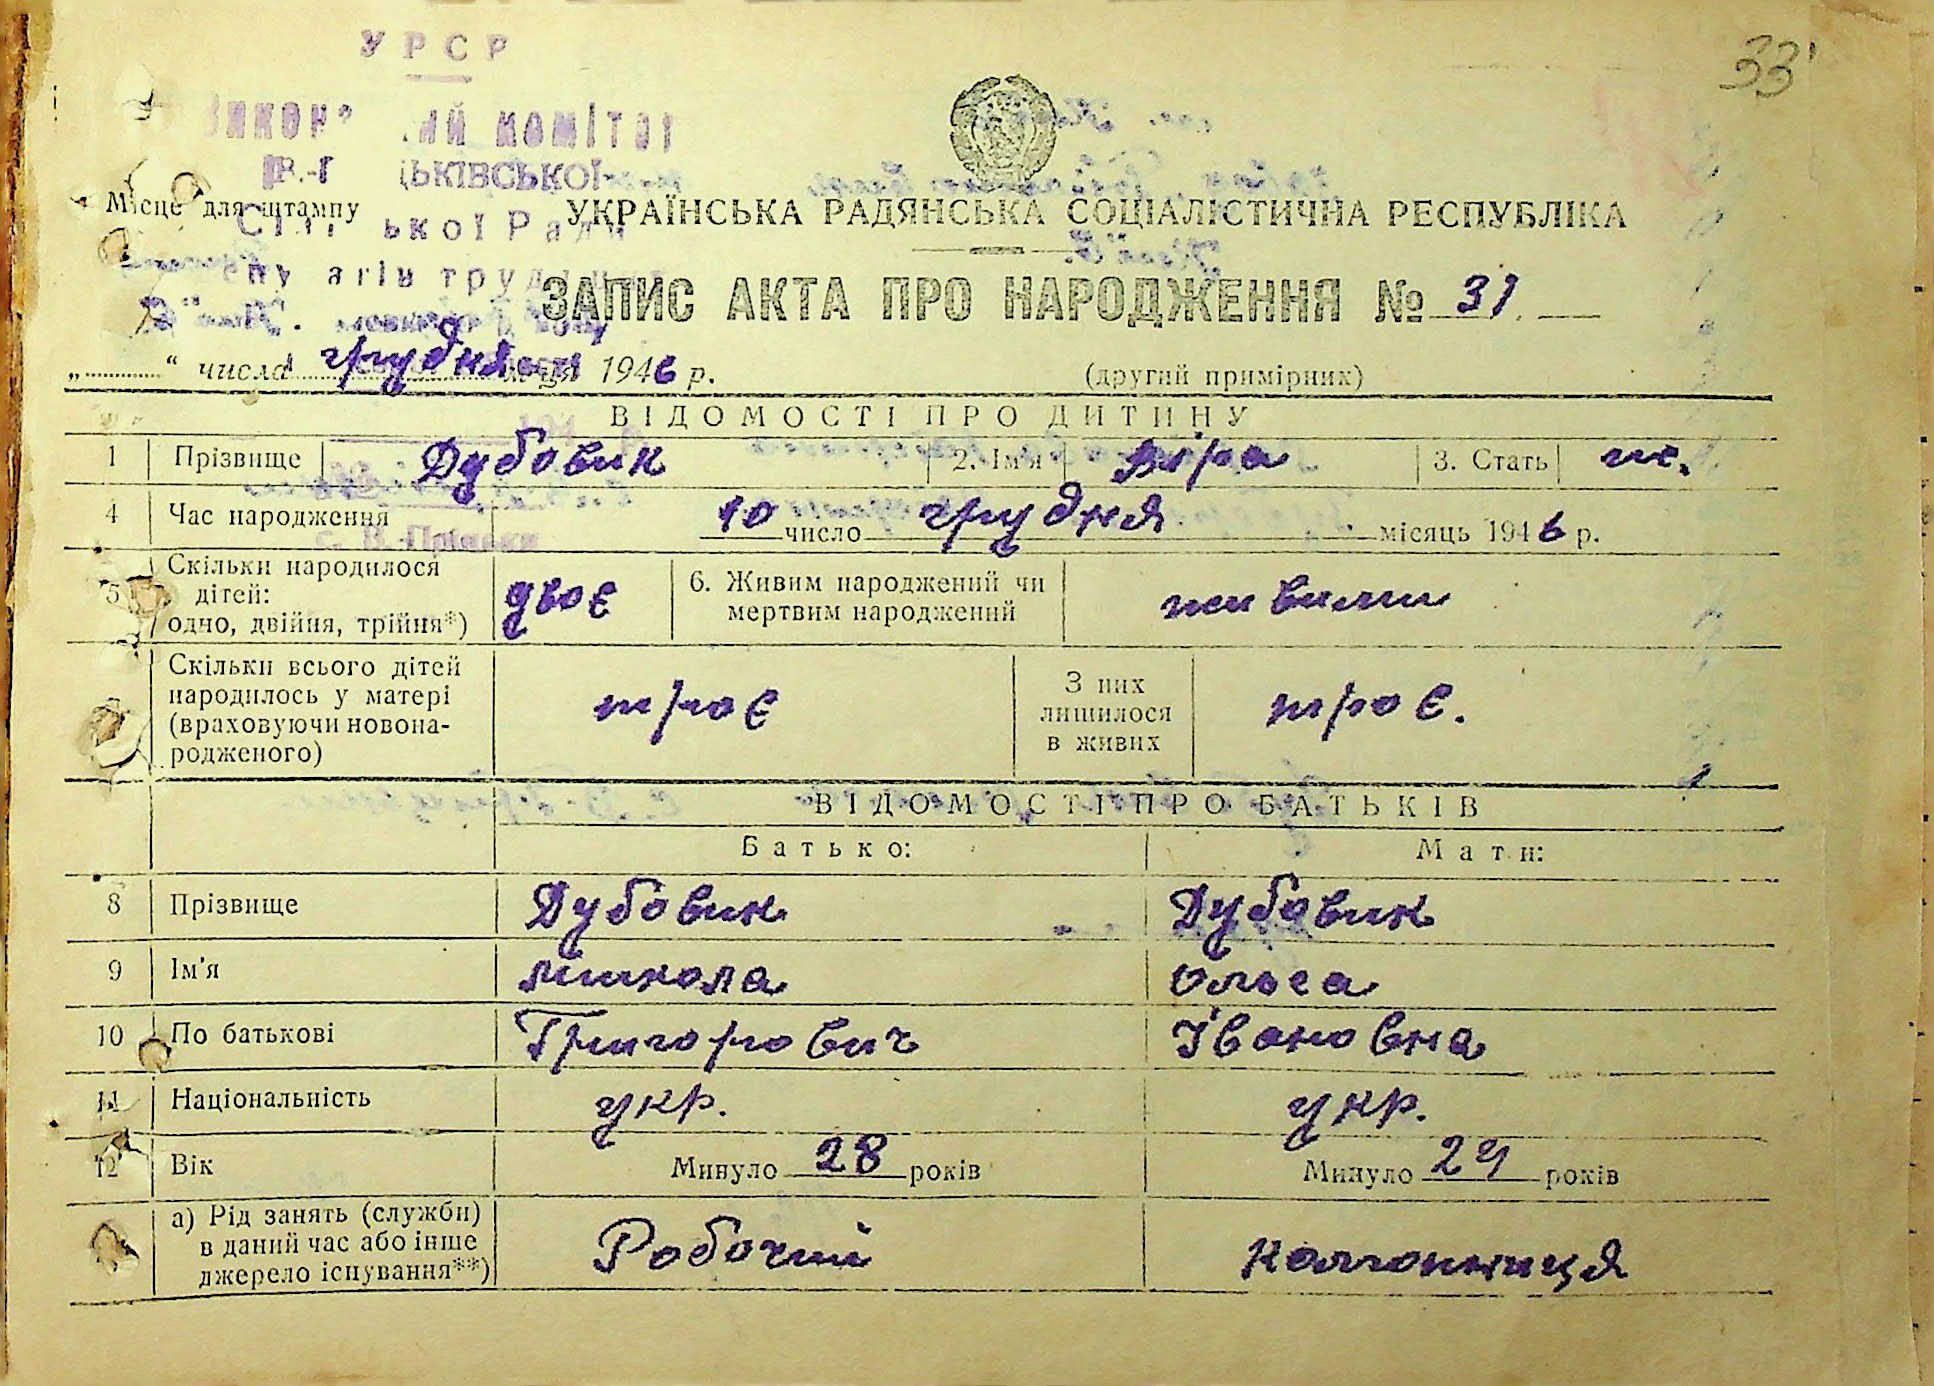 33
УРСР
комітет
Місце для штампу
УКРАЇНСЬКА РАДЯНСЬКА СОЦІАЛІСТИЧНА РЕСПУБЛІКА
ЗАПИС АКТА ПРО НАРОДЖЕННЯ № 31.
„ “ числа грудня м-ця 1946 р.
(другий примірник)
ВІДОМОСТІ ПРО ДИТИНУ
1 Прізвище Дубовик 2. Ім'я Віра 3. Стать ж.
4 Час народження 10 число грудня місяць 1946 р.
с. В.-Пріцьки
5 Скільки народилося дітей: одно, двійня, трійня*) двоє 6. Живим народжений чи мертвим народжений живими
Скільки всього дітей народилось у матері (враховуючи новонародженого) троє З них лишилося в живих троє.
ВІДОМОСТІ ПРО БАТЬКІВ
Батько: Мати:
8 Прізвище Дубовик Дубовик
9 Ім'я Микола Ольга
10 По батькові Григорович Івановна
11 Національність укр. укр.
12 Вік Минуло 28 років Минуло 29 років
а) Рід занять (служби) в даний час або інше джерело існування**) Робочий Колгоспниця